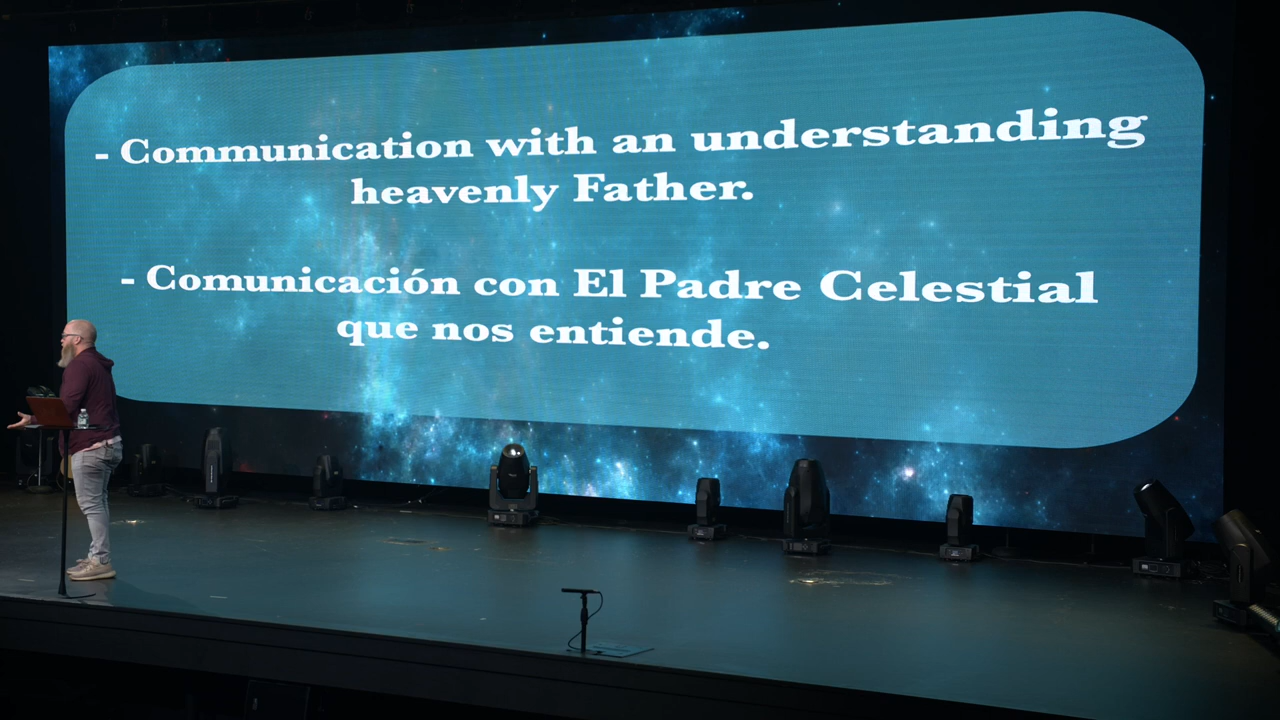 - Communication with an understanding
heavenly Father.
- Comunicación con El Padre Celestial
que nos entiende.